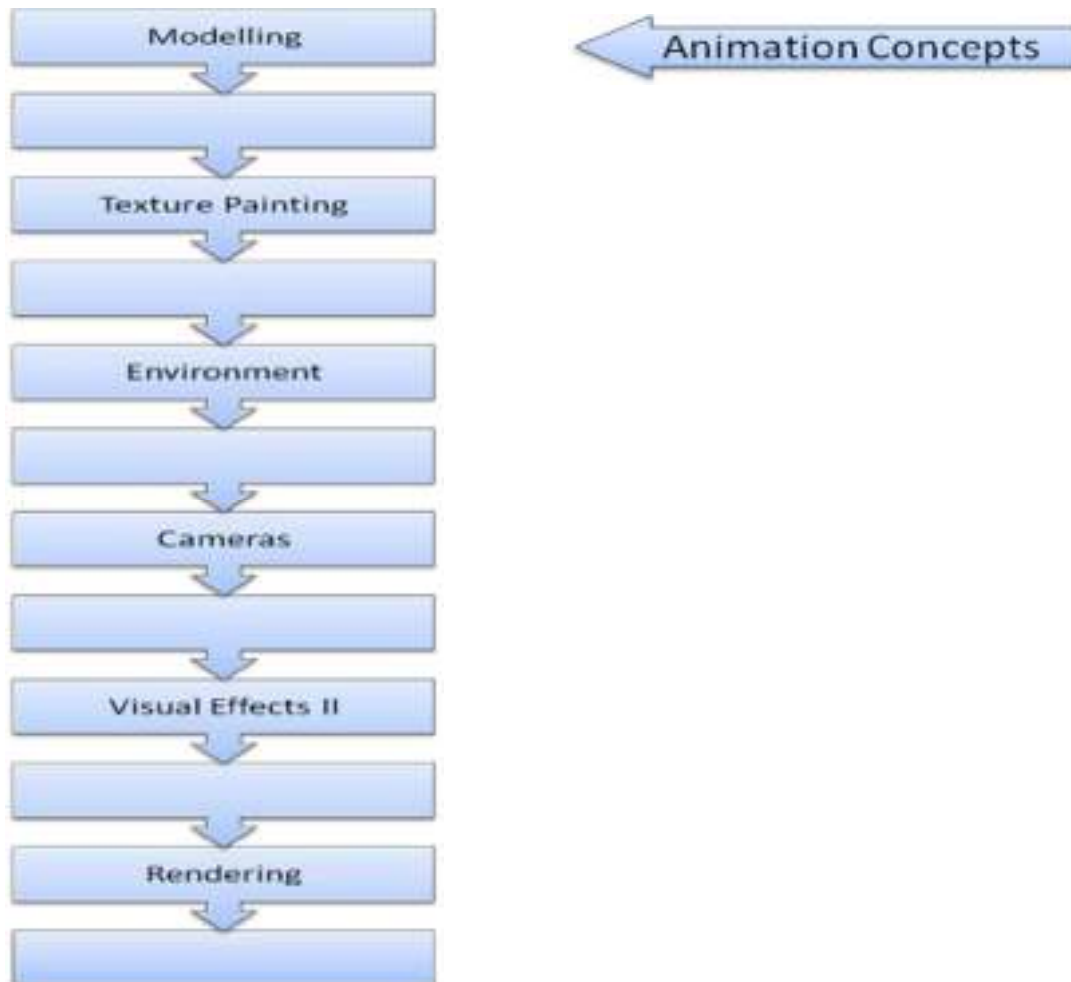 Modelling
Animation Concepts
Texture Painting
Environment
Cameras
Visual Effects II
Rendering